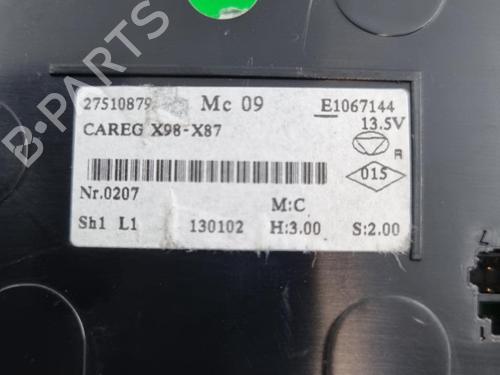 27510879 Mc 09 E1067144
13.5V
CAREG X98-X87
R
015
Nr.0207
M:C
Sh1 L1 130102 H:3.00 S:2.00
B-PARTS